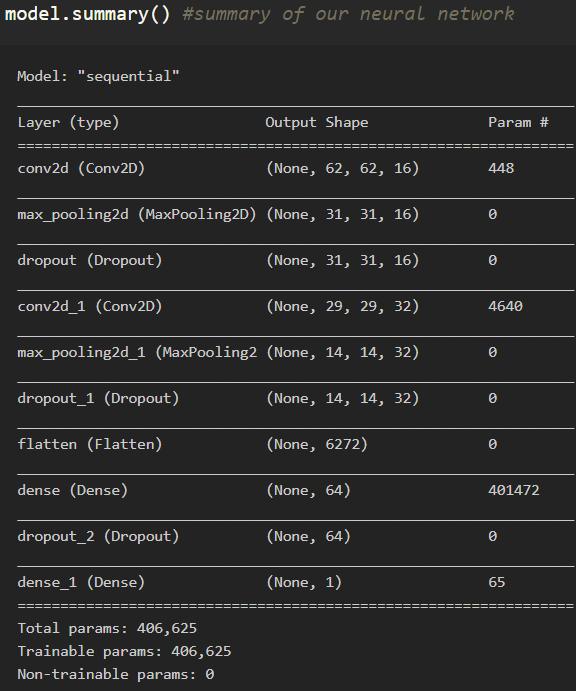 model.summary() #summary of our neural network
Model: "sequential"
_________________________________________________________________
Layer (type)                 Output Shape              Param #
=================================================================
conv2d (Conv2D)              (None, 62, 62, 16)        448
_________________________________________________________________
max_pooling2d (MaxPooling2D) (None, 31, 31, 16)        0
_________________________________________________________________
dropout (Dropout)            (None, 31, 31, 16)        0
_________________________________________________________________
conv2d_1 (Conv2D)            (None, 29, 29, 32)        4640
_________________________________________________________________
max_pooling2d_1 (MaxPooling2 (None, 14, 14, 32)        0
_________________________________________________________________
dropout_1 (Dropout)          (None, 14, 14, 32)        0
_________________________________________________________________
flatten (Flatten)            (None, 6272)              0
_________________________________________________________________
dense (Dense)                (None, 64)                401472
_________________________________________________________________
dropout_2 (Dropout)          (None, 64)                0
_________________________________________________________________
dense_1 (Dense)              (None, 1)                 65
=================================================================
Total params: 406,625
Trainable params: 406,625
Non-trainable params: 0